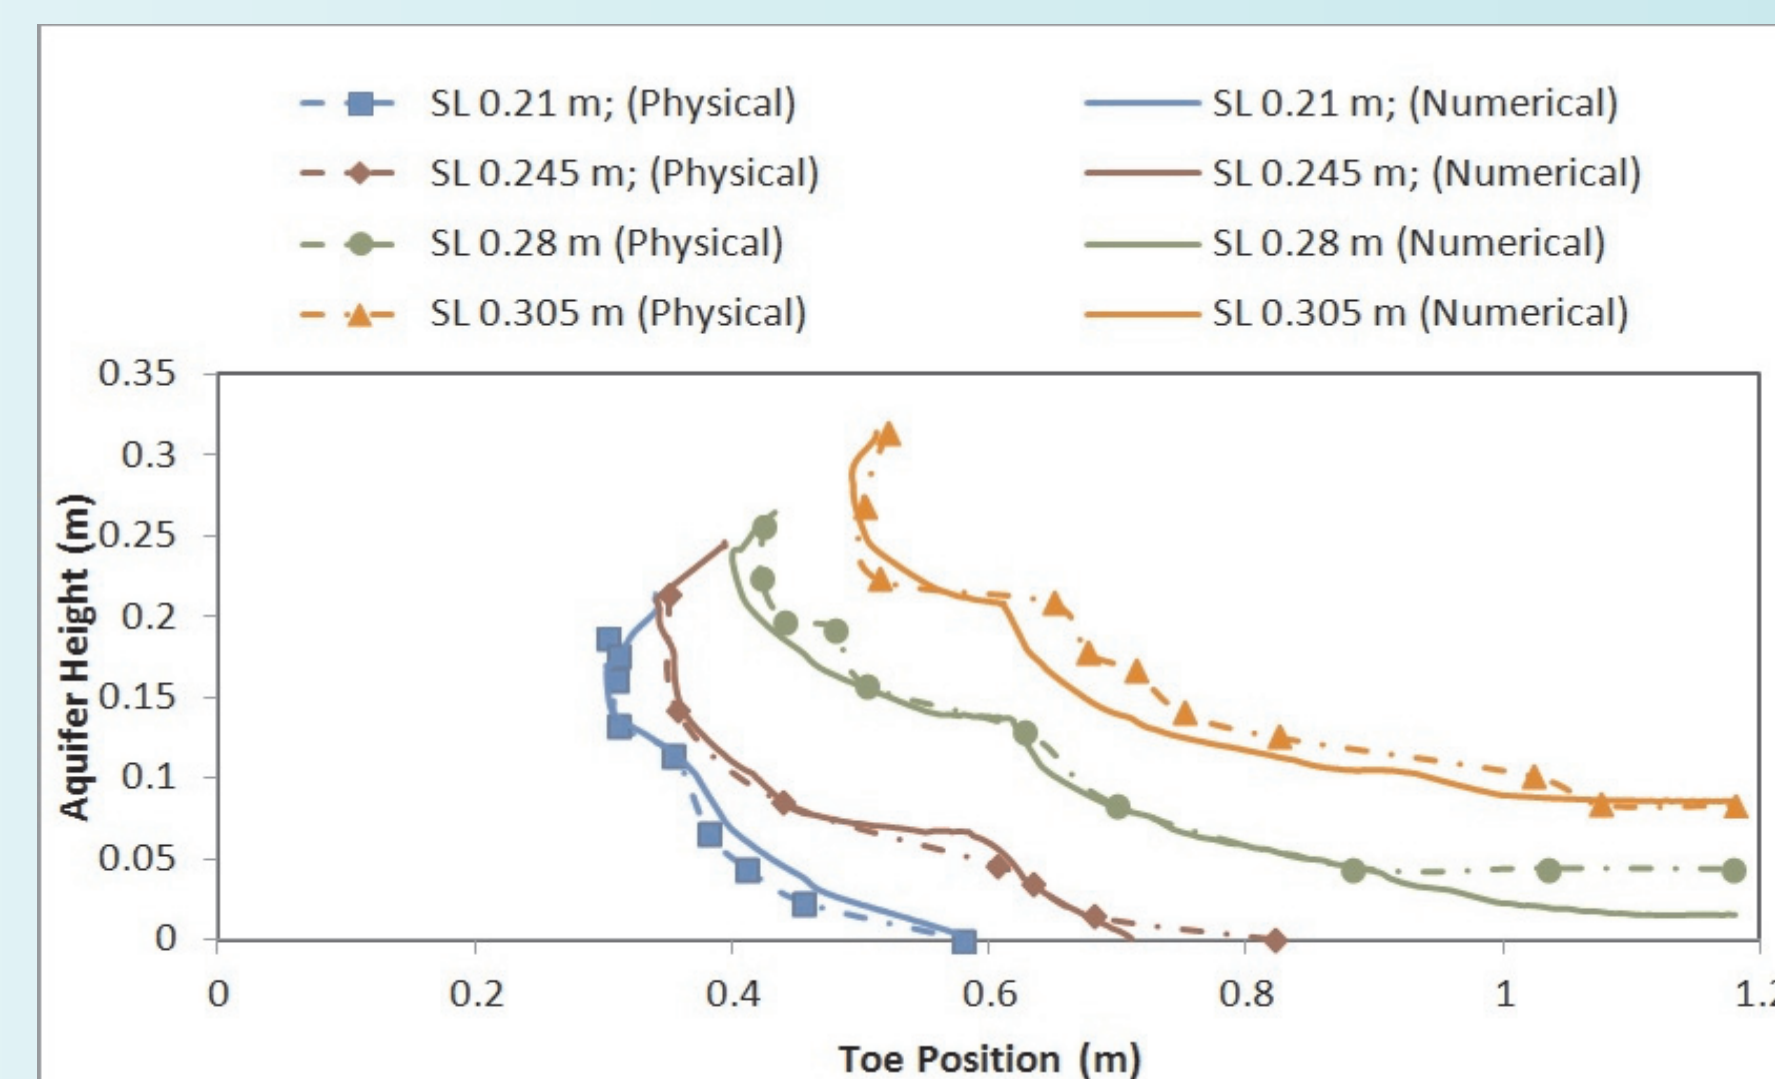 SL 0.21 m; (Physical) SL 0.21 m; (Numerical)
SL 0.245 m; (Physical) SL 0.245 m; (Numerical)
SL 0.28 m (Physical) SL 0.28 m (Numerical)
SL 0.305 m (Physical) SL 0.305 m (Numerical)
0.35
0.3
0.25
0.2
0.15
0.1
0.05
0
Aquifer Height (m)
0 0.2 0.4 0.6 0.8 1 1.2
Toe Position (m)